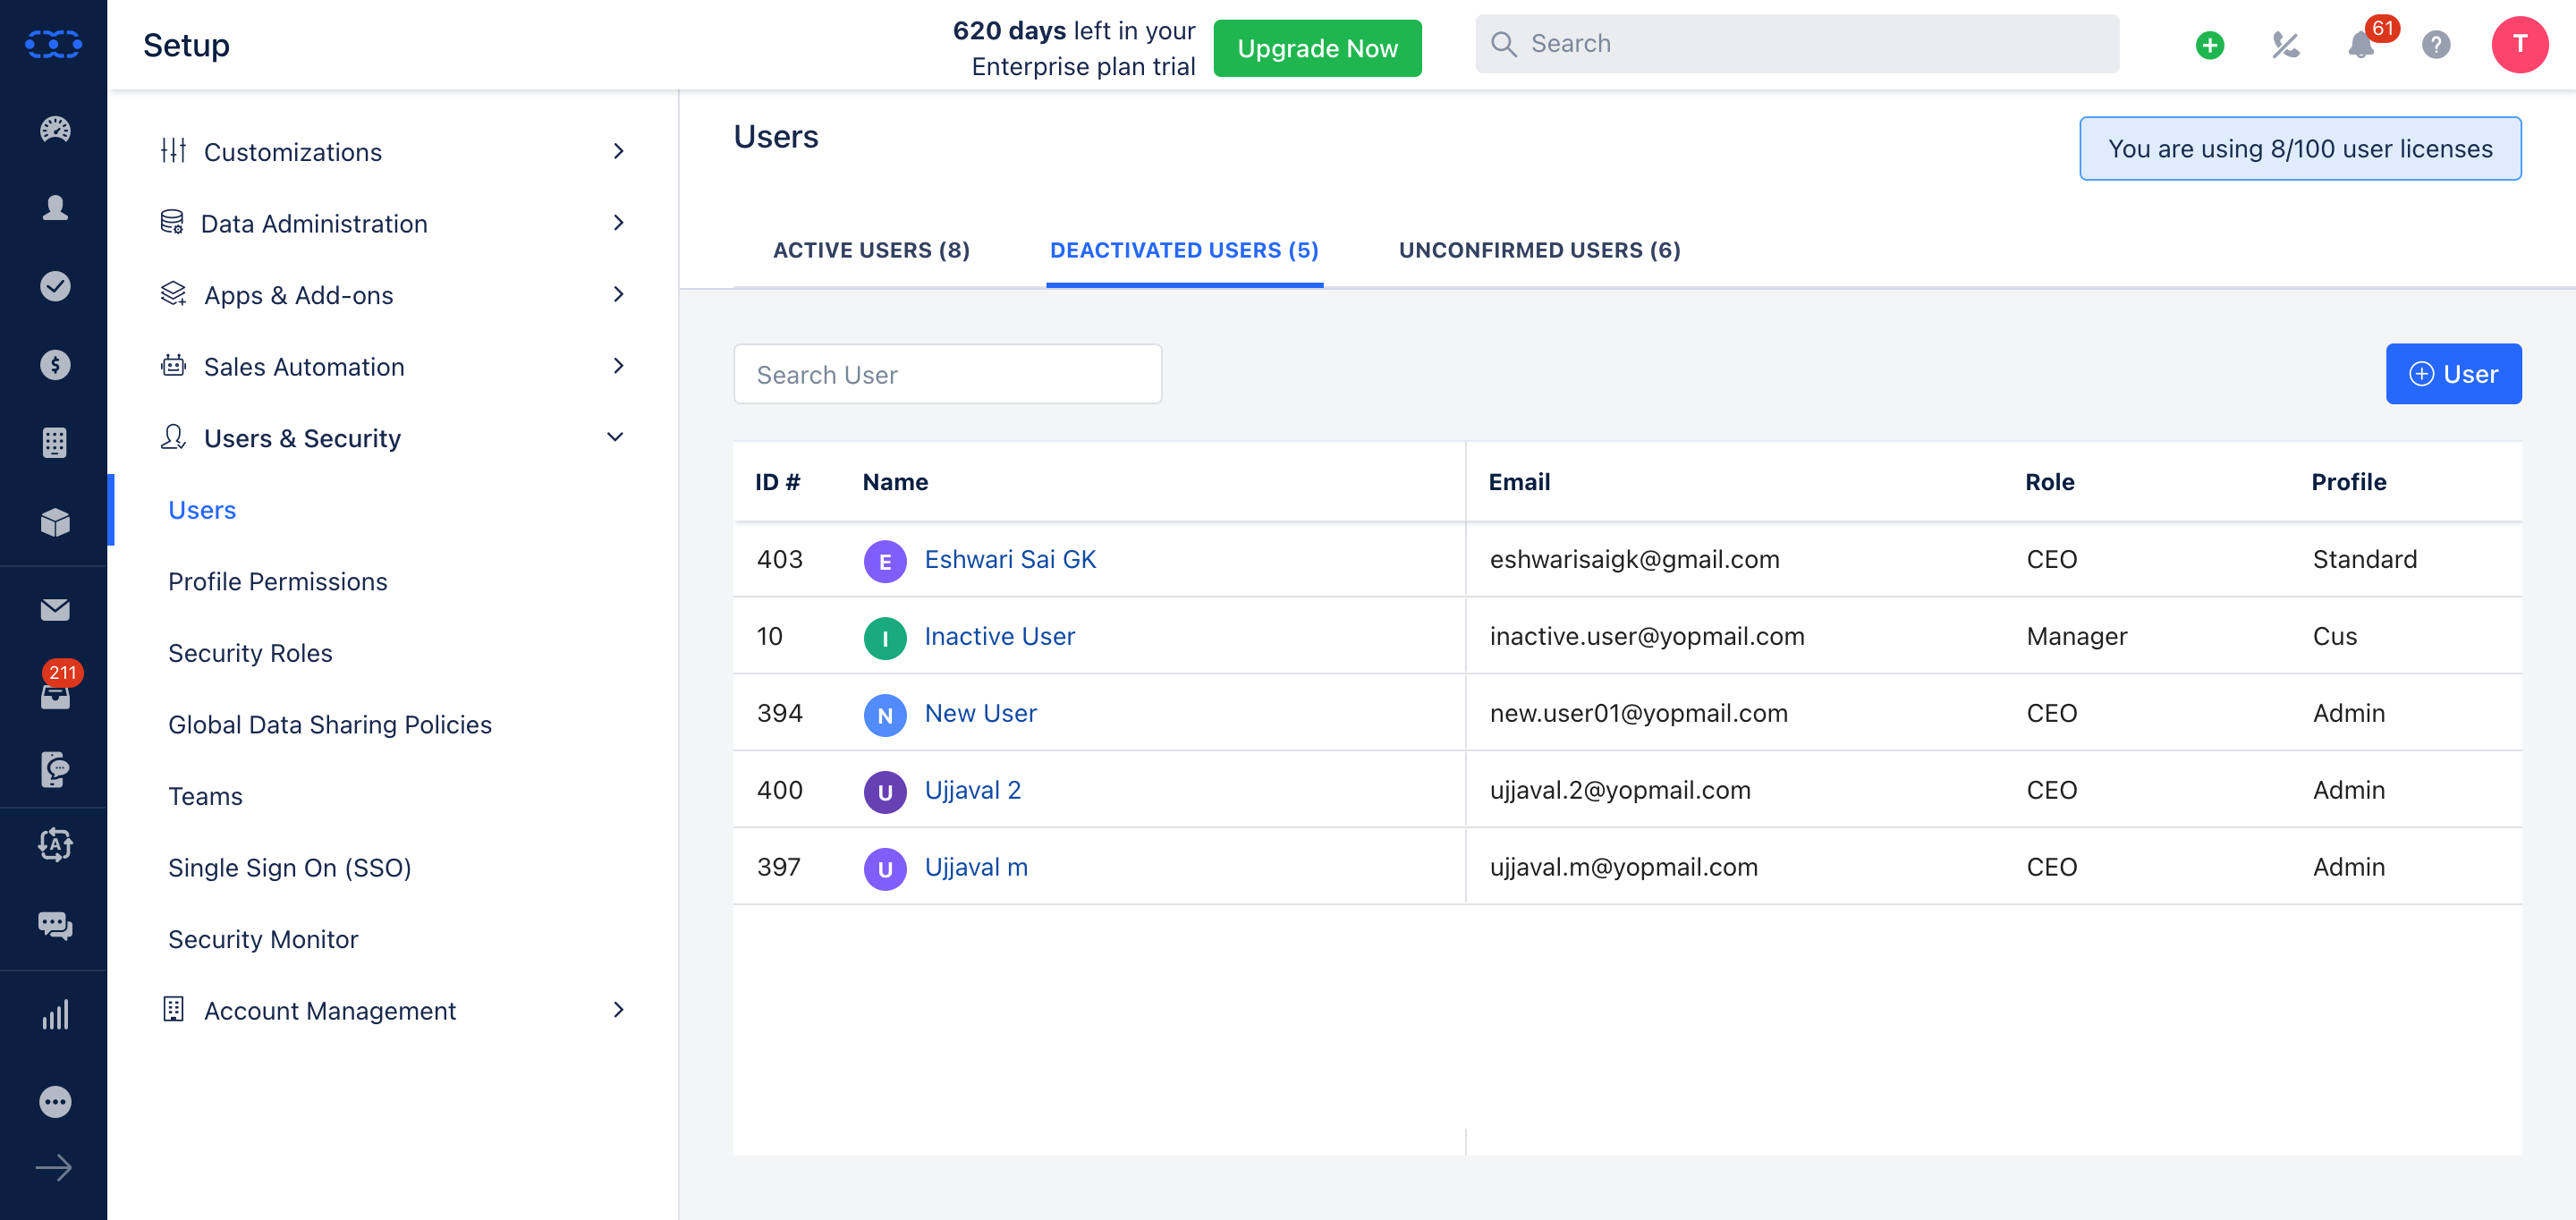 Setup
620 days left in your
Enterprise plan trial
Upgrade Now
Search
61
?
T
Customizations
Data Administration
Apps & Add-ons
Sales Automation
Users & Security
Users
Profile Permissions
Security Roles
Global Data Sharing Policies
Teams
Single Sign On (SSO)
Security Monitor
Account Management
211
$
A
Users
You are using 8/100 user licenses
ACTIVE USERS (8)
DEACTIVATED USERS (5)
UNCONFIRMED USERS (6)
Search User
User
ID # Name Email Role Profile
403 E Eshwari Sai GK eshwarisaigk@gmail.com CEO Standard
10 I Inactive User inactive.user@yopmail.com Manager Cus
394 N New User new.user01@yopmail.com CEO Admin
400 U Ujjaval 2 ujjaval.2@yopmail.com CEO Admin
397 U Ujjaval m ujjaval.m@yopmail.com CEO Admin